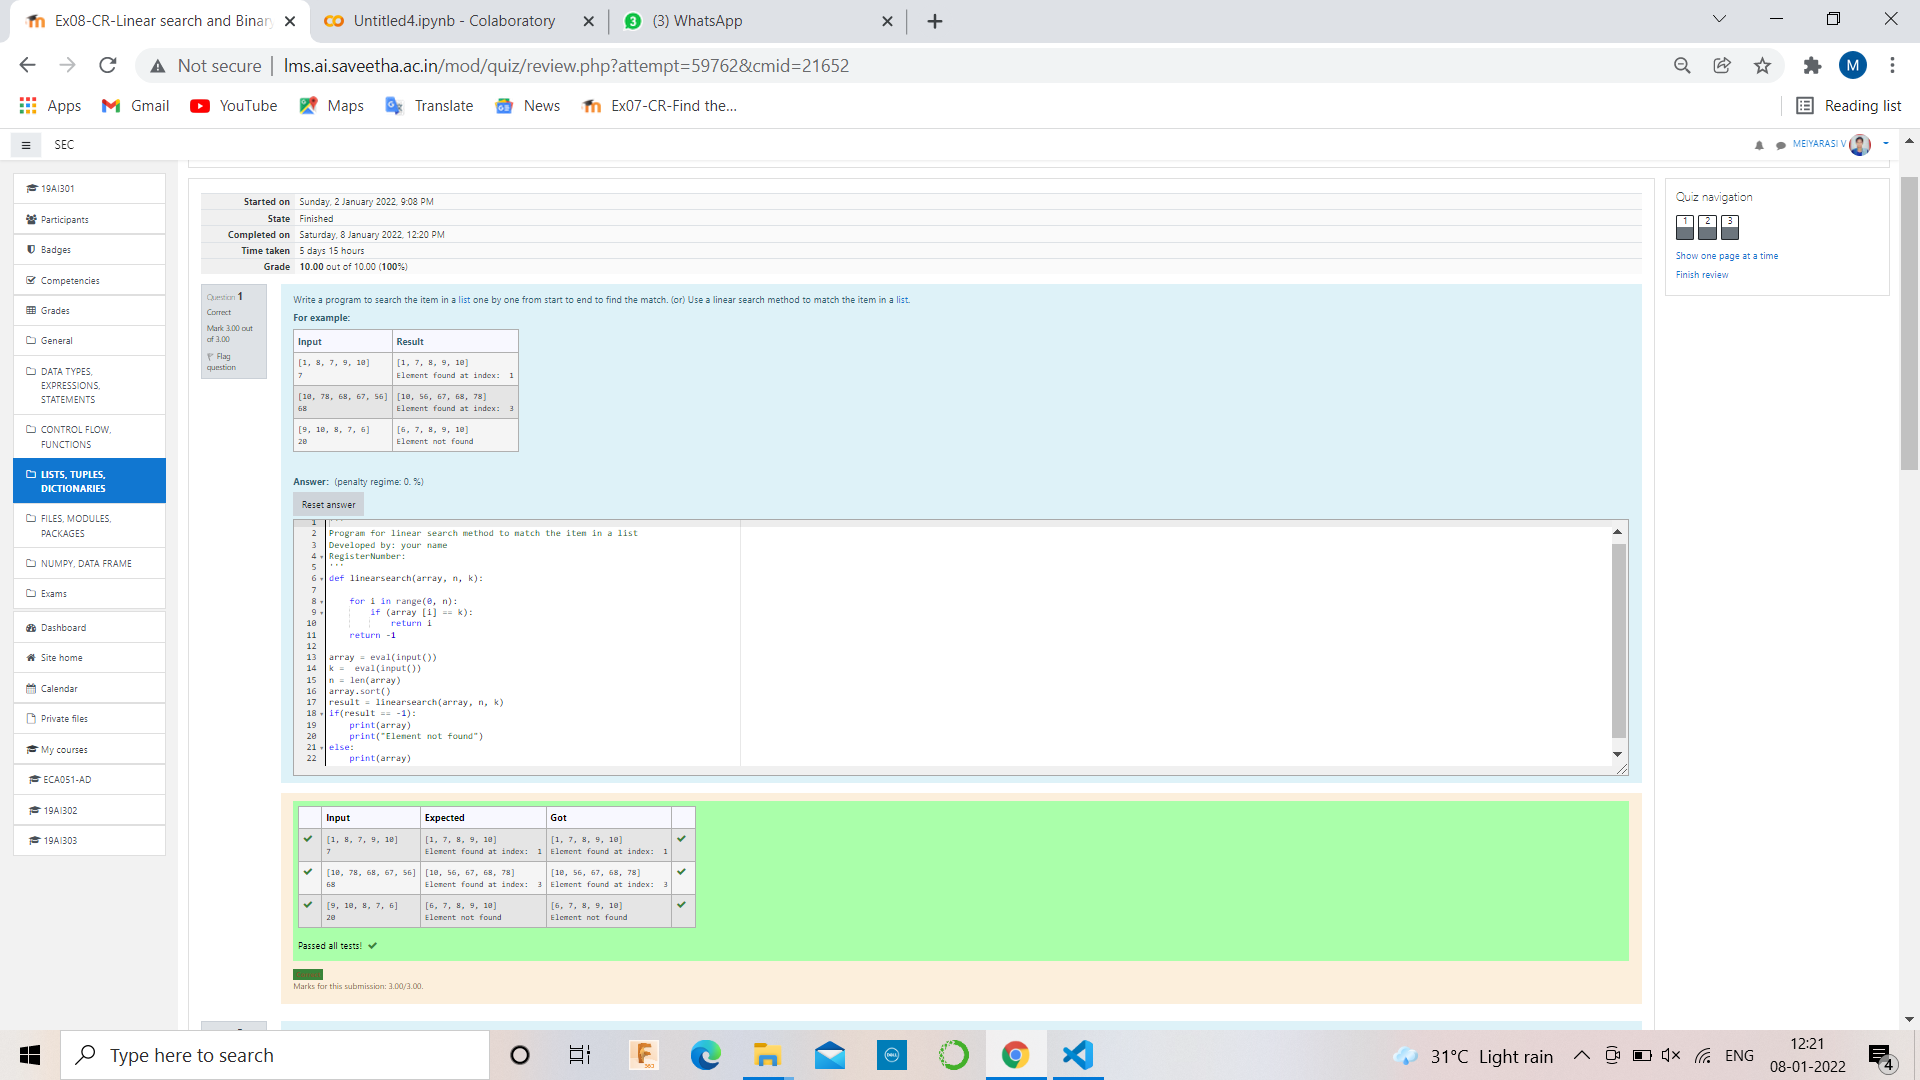 Ex08-CR-Linear search and Binary
Untitled4.ipynb - Colaboratory
(3) WhatsApp
Not secure
lms.ai.saveetha.ac.in/mod/quiz/review.php?attempt=59762&cmid=21652
M
Apps
Gmail
YouTube
Maps
Translate
News
Ex07-CR-Find the...
Reading list
SEC
MEIYARASI V
19AI301
Participants
Badges
Competencies
Grades
General
DATA TYPES,
EXPRESSIONS,
STATEMENTS
CONTROL FLOW,
FUNCTIONS
LISTS, TUPLES,
DICTIONARIES
FILES, MODULES,
PACKAGES
NUMPY, DATA FRAME
Exams
Dashboard
Site home
Calendar
Private files
My courses
ECA051-AD
19AI302
19AI303
Started on Sunday, 2 January 2022, 9:08 PM
State Finished
Completed on Saturday, 8 January 2022, 12:20 PM
Time taken 5 days 15 hours
Grade 10.00 out of 10.00 (100%)
Question 1
Correct
Mark 3.00 out
of 3.00
Flag
question
Write a program to search the item in a list one by one from start to end to find the match. (or) Use a linear search method to match the item in a list.
For example:
Input Result
[1, 8, 7, 9, 10] [1, 7, 8, 9, 10]
7 Element found at index:  1
[10, 78, 68, 67, 56] [10, 56, 67, 68, 78]
68 Element found at index:  3
[9, 10, 8, 7, 6] [6, 7, 8, 9, 10]
20 Element not found
Answer: (penalty regime: 0. %)
Reset answer
1 '''
2 Program for linear search method to match the item in a list
3 Developed by: your name
4 RegisterNumber:
5 '''
6 def linearsearch(array, n, k):
7
8     for i in range(0, n):
9         if (array [i] == k):
10             return i
11     return -1
12
13 array = eval(input())
14 k =  eval(input())
15 n = len(array)
16 array.sort()
17 result = linearsearch(array, n, k)
18 if(result == -1):
19     print(array)
20     print("Element not found")
21 else:
22     print(array)
Input Expected Got
[1, 8, 7, 9, 10] [1, 7, 8, 9, 10] [1, 7, 8, 9, 10]
7 Element found at index:  1 Element found at index:  1
[10, 78, 68, 67, 56] [10, 56, 67, 68, 78] [10, 56, 67, 68, 78]
68 Element found at index:  3 Element found at index:  3
[9, 10, 8, 7, 6] [6, 7, 8, 9, 10] [6, 7, 8, 9, 10]
20 Element not found Element not found
Passed all tests!
Marks for this submission: 3.00/3.00.
Quiz navigation
1 2 3
Show one page at a time
Finish review
Type here to search
31°C Light rain
ENG
12:21
08-01-2022
4